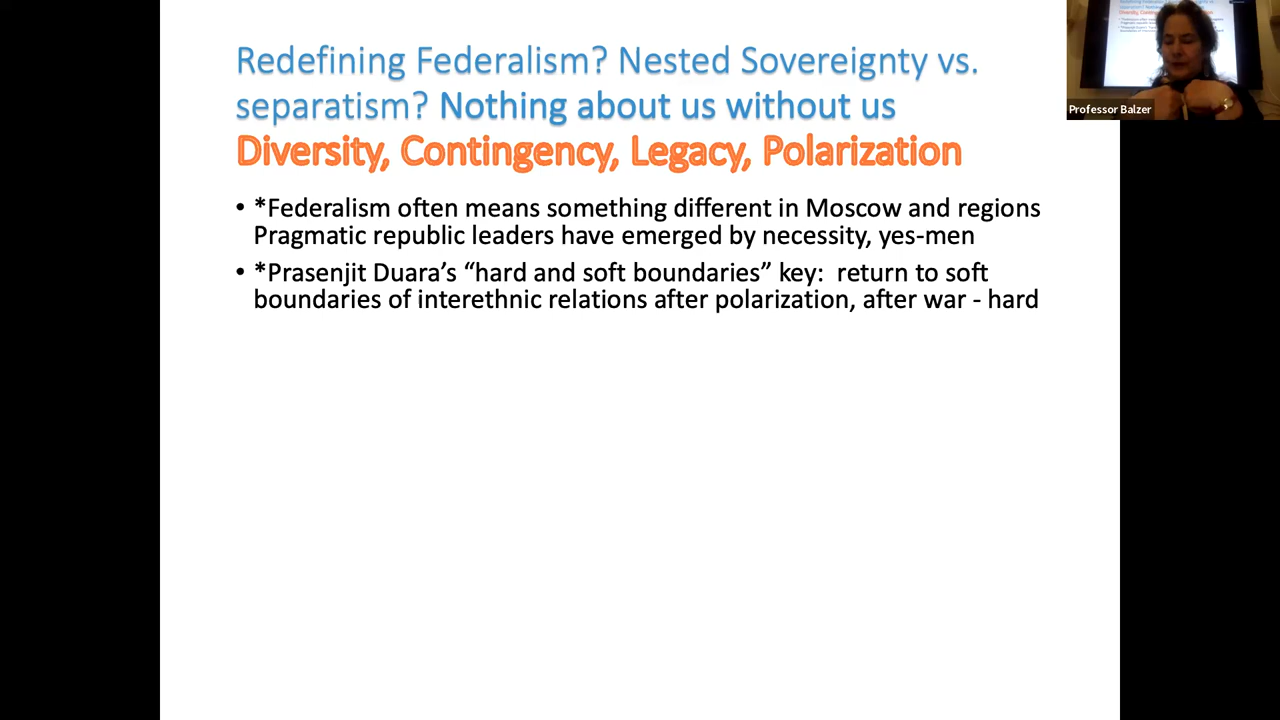 Redefining Federalism? Nested Sovereignty vs.
separatism? Nothing about us without us
Diversity, Contingency, Legacy, Polarization
• *Federalism often means something different in Moscow and regions
Pragmatic republic leaders have emerged by necessity, yes-men
• *Prasenjit Duara’s “hard and soft boundaries” key:  return to soft
boundaries of interethnic relations after polarization, after war - hard
Professor Balzer